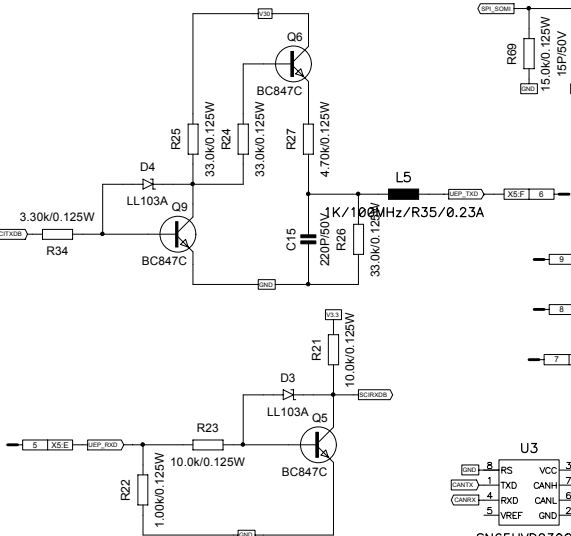 V30
Q6
BC847C
R25
33.0k/0.125W
R24
33.0k/0.125W
R27
4.70k/0.125W
D4
LL103A
Q9
BC847C
3.30k/0.125W
R34
CITXDB
L5
1K/100MHz/R35/0.23A
UEP_TXD
X5:F 6
C15
220P/50V
R26
33.0k/0.125W
GND
SPI_SOMI
R69
15.0k/0.125W
15P/50V
GND
9
8
7
V3.3
R21
10.0k/0.125W
D3
LL103A
SCIRXDB
Q5
BC847C
5 X5:E
UEP_RXD
R23
10.0k/0.125W
R22
1.00k/0.125W
GND
U3
GND 8 RS VCC 3
CANTX 1 TXD CANH 7
CANRX 4 RXD CANL 6
5 VREF GND 2